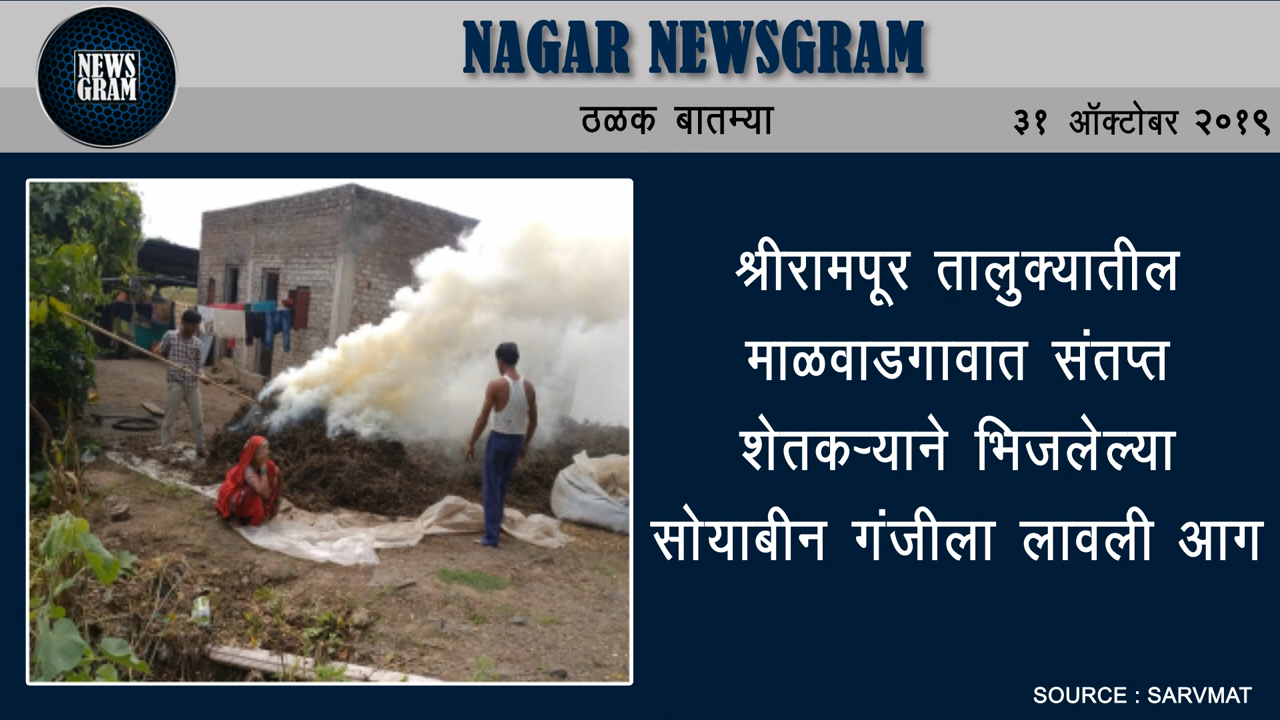 NEWS
GRAM
NAGAR NEWSGRAM
ठळक बातम्या
३१ ऑक्टोबर २०१९
श्रीरामपूर तालुक्यातील
माळवाडगावात संतप्त
शेतकऱ्याने भिजलेल्या
सोयाबीन गंजीला लावली आग
SOURCE : SARVMAT